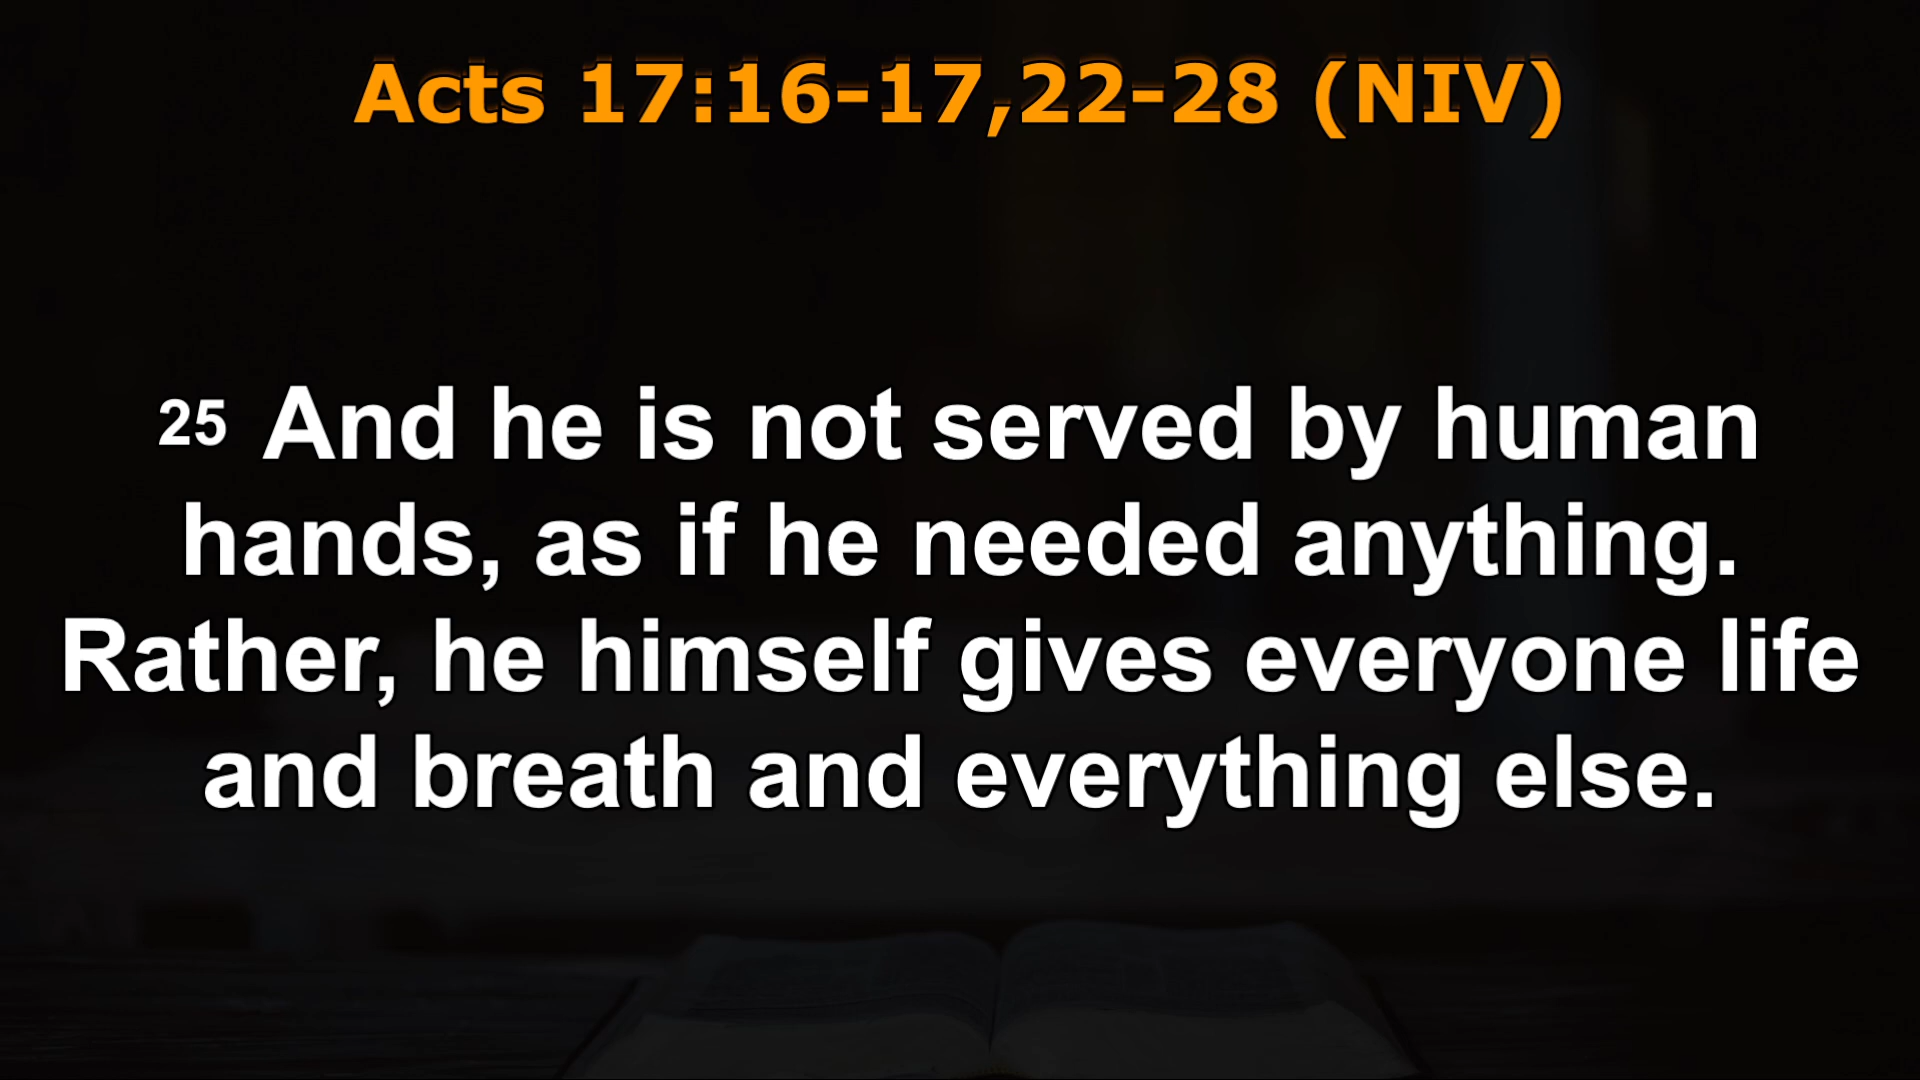 Acts 17:16-17,22-28 (NIV)
25 And he is not served by human
hands, as if he needed anything.
Rather, he himself gives everyone life
and breath and everything else.